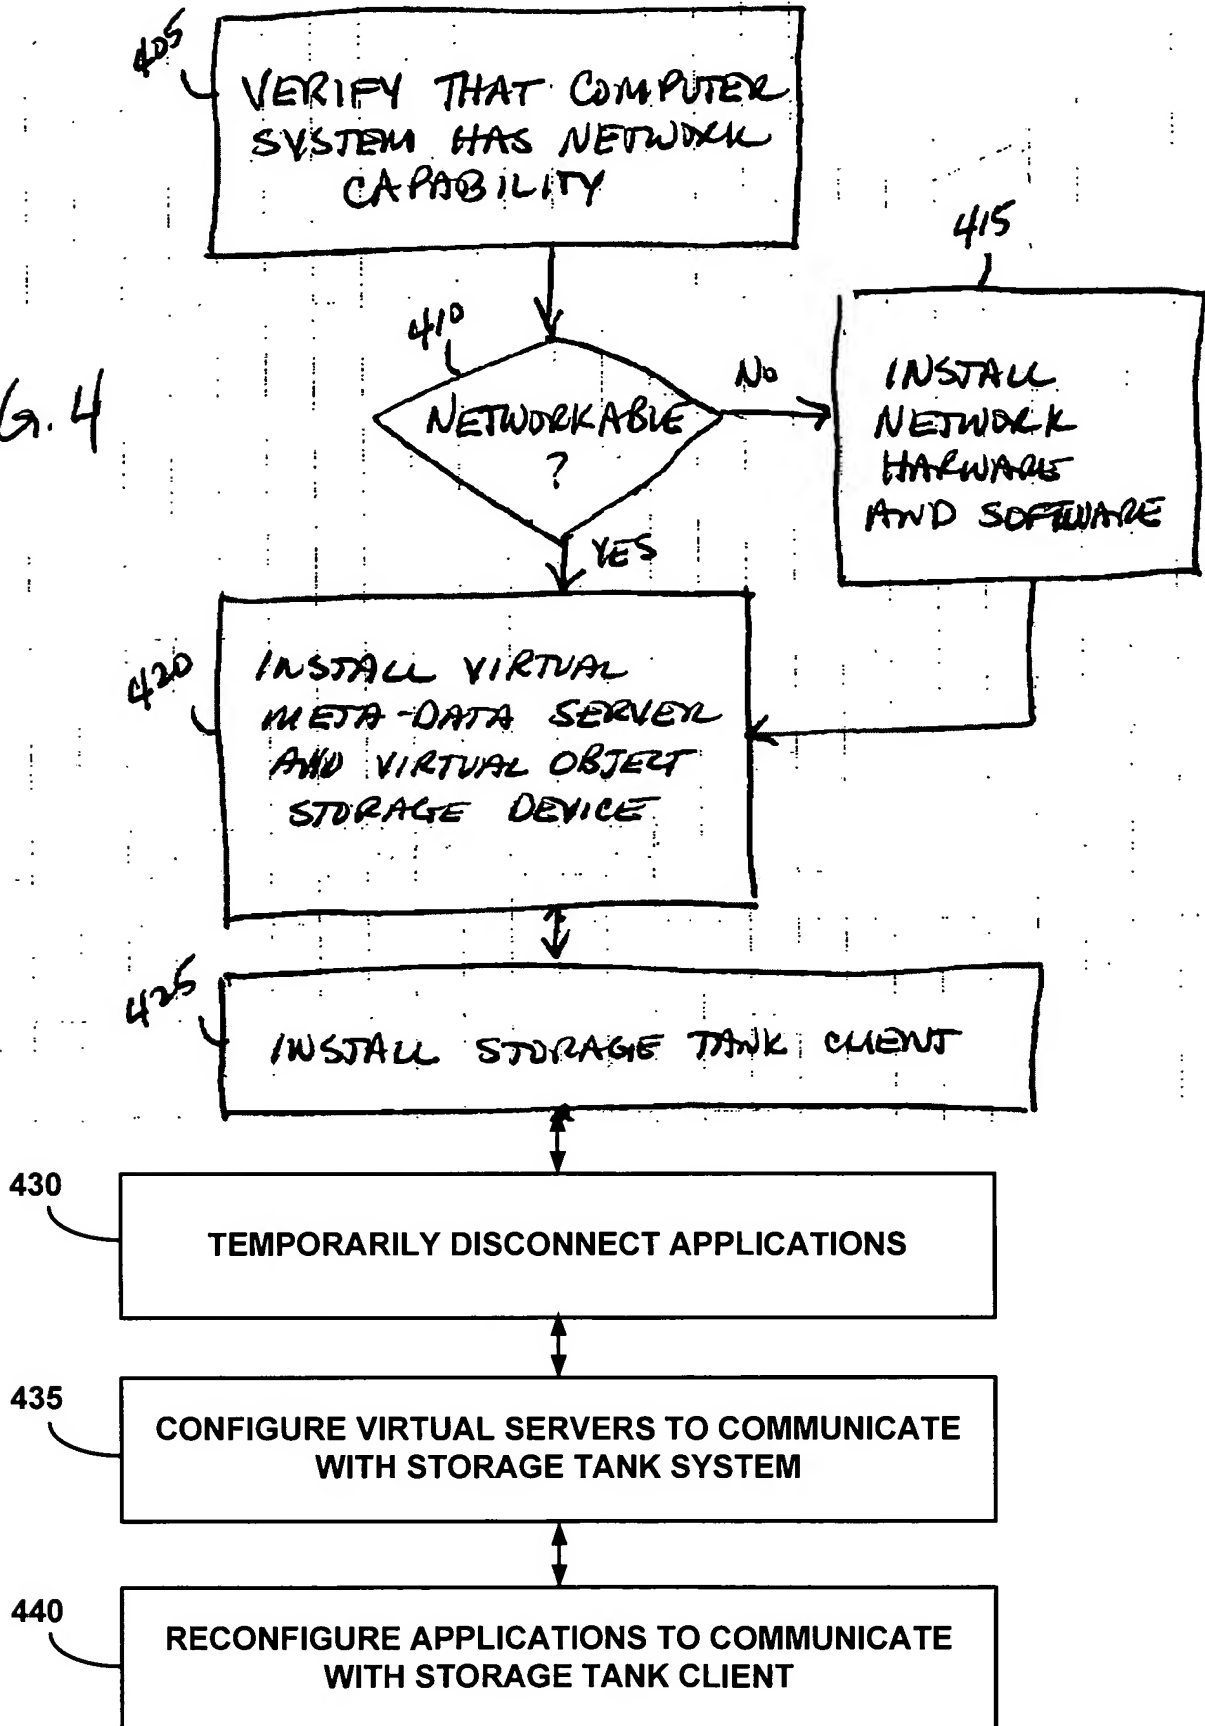 405
VERIFY THAT COMPUTER
SYSTEM HAS NETWORK
CAPABILITY
415
410
NETWORKABLE
?
NO
INSTALL
NETWORK
HARWARE
AND SOFTWARE
G. 4
YES
420
INSTALL VIRTUAL
META-DATA SERVER
AND VIRTUAL OBJECT
STORAGE DEVICE
425
INSTALL STORAGE TANK CLIENT
430
TEMPORARILY DISCONNECT APPLICATIONS
435
CONFIGURE VIRTUAL SERVERS TO COMMUNICATE
WITH STORAGE TANK SYSTEM
440
RECONFIGURE APPLICATIONS TO COMMUNICATE
WITH STORAGE TANK CLIENT